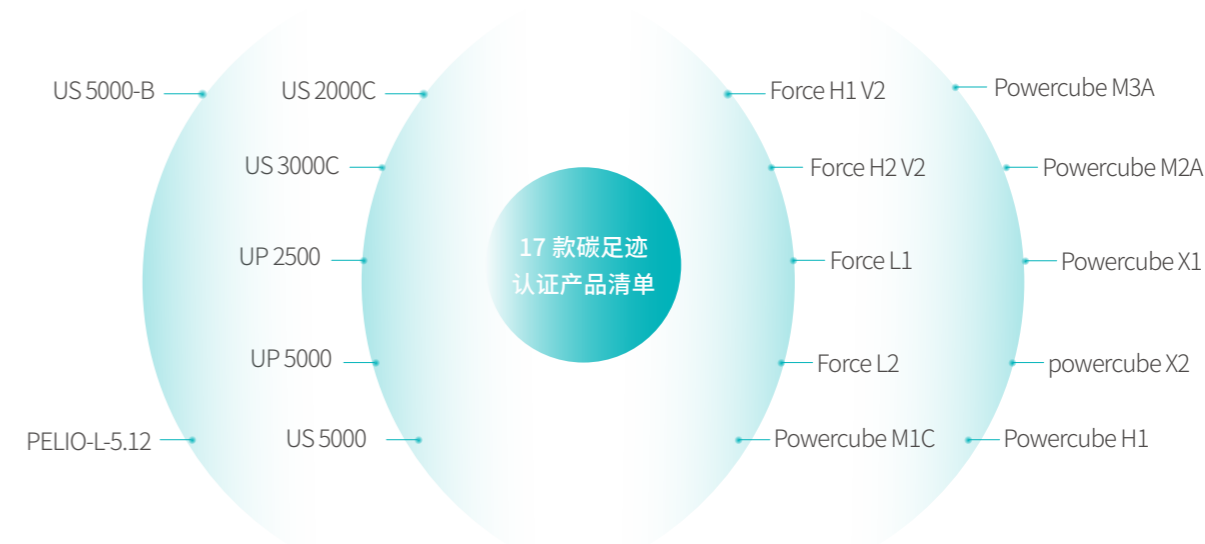 US 5000-B
PELIO-L-5.12
US 2000C
US 3000C
UP 2500
UP 5000
US 5000
17 款碳足迹
认证产品清单
Force H1 V2
Force H2 V2
Force L1
Force L2
Powercube M1C
Powercube M3A
Powercube M2A
Powercube X1
powercube X2
Powercube H1